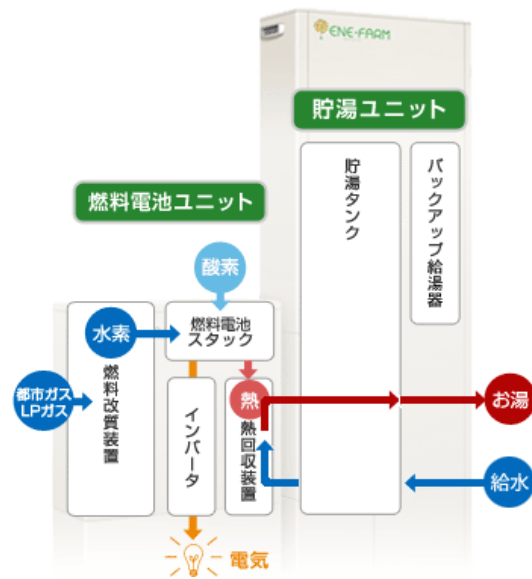 ENE-FARM
貯湯ユニット
貯湯タンク
バックアップ給湯器
燃料電池ユニット
酸素
水素
燃料電池
スタック
都市ガス
LPガス
燃料改質装置
インバータ
熱
熱回収装置
お湯
給水
電気